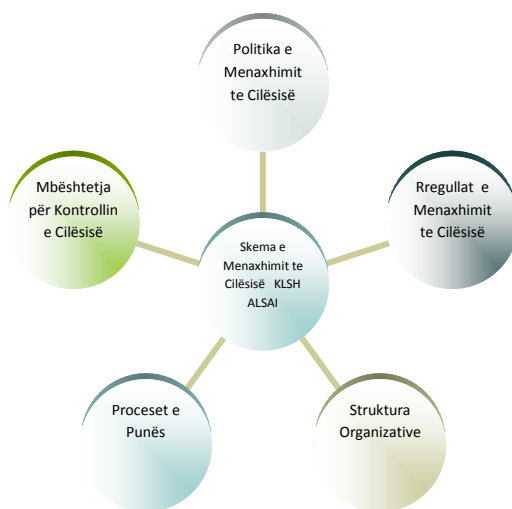 Politika e
Menaxhimit
te Cilësisë
Mbështetja
për Kontrollin
e Cilësisë
Rregullat e
Menaxhimit
te Cilësisë
Skema e
Menaxhimit te
Cilësisë KLSH
ALSAI
Proceset e
Punës
Struktura
Organizative